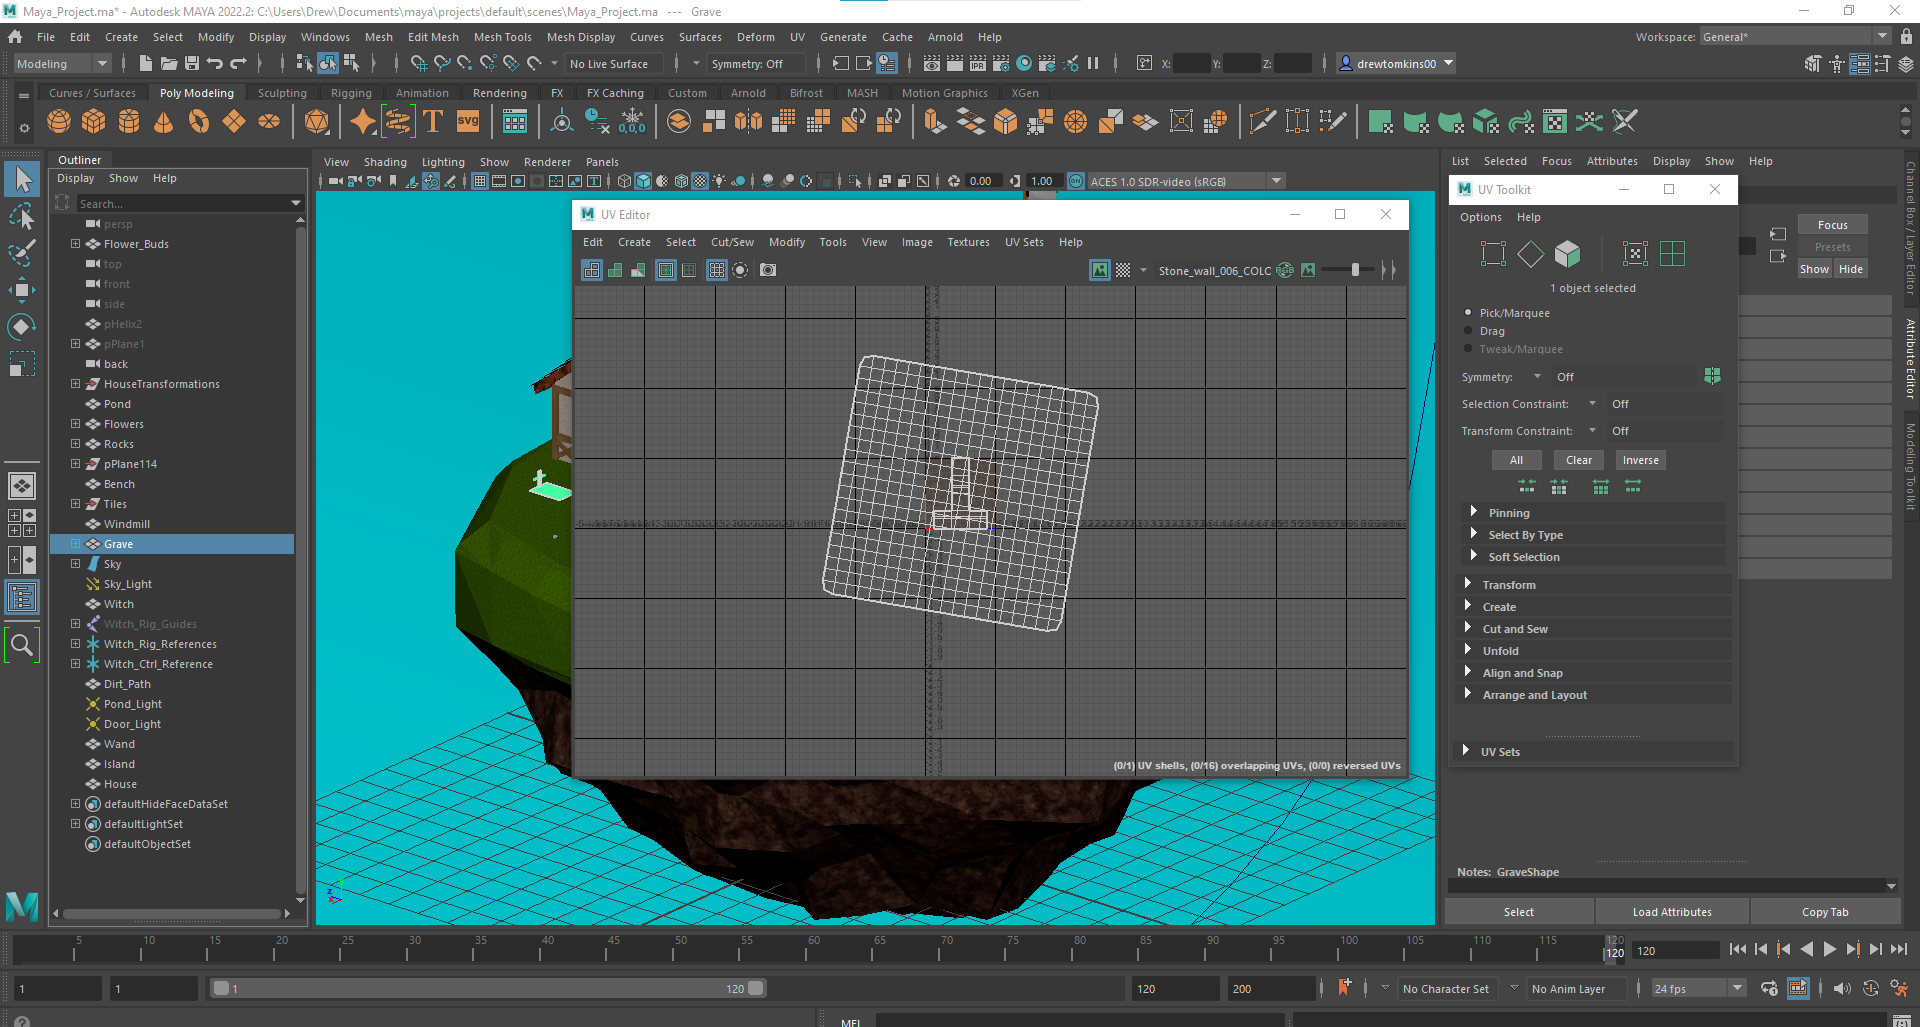 Maya_Project.ma* - Autodesk MAYA 2022.2: C:\Users\Drew\Documents\maya\projects\default\scenes\Maya_Project.ma --- Grave
File Edit Create Select Modify Display Windows Mesh Edit Mesh Mesh Tools Mesh Display Curves Surfaces Deform UV Generate Cache Arnold Help Workspace: General*
Modeling No Live Surface Symmetry: Off IPR X: Y: Z: drewtomkins00
Curves / Surfaces Poly Modeling Sculpting Rigging Animation Rendering FX FX Caching Custom Arnold Bifrost MASH Motion Graphics XGen
T SVG 0,0,0
Outliner
Display Show Help
Search...
persp
Flower_Buds
top
front
side
pHelix2
pPlane1
back
HouseTransformations
Pond
Flowers
Rocks
pPlane114
Bench
Tiles
Windmill
Grave
Sky
Sky_Light
Witch
Witch_Rig_Guides
Witch_Rig_References
Witch_Ctrl_Reference
Dirt_Path
Pond_Light
Door_Light
Wand
Island
House
defaultHideFaceDataSet
defaultLightSet
defaultObjectSet
View Shading Lighting Show Renderer Panels
0.00 1.00 ON ACES 1.0 SDR-video (sRGB)
UV Editor
Edit Create Select Cut/Sew Modify Tools View Image Textures UV Sets Help
Stone_wall_006_COLC RGB
(0/1) UV shells, (0/16) overlapping UVs, (0/0) reversed UVs
List Selected Focus Attributes Display Show Help
UV Toolkit
Options Help
1 object selected
Pick/Marquee
Drag
Tweak/Marquee
Symmetry: Off
Selection Constraint: Off
Transform Constraint: Off
All Clear Inverse
Pinning
Select By Type
Soft Selection
Transform
Create
Cut and Sew
Unfold
Align and Snap
Arrange and Layout
UV Sets
Focus
Presets
Show Hide
Channel Box / Layer Editor
Attribute Editor
Modeling Toolkit
UV Toolkit
Notes: GraveShape
Select Load Attributes Copy Tab
5 10 15 20 25 30 35 40 45 50 55 60 65 70 75 80 85 90 95 100 105 110 115 120
120 120
1 1 1 120 120 200 No Character Set No Anim Layer 24 fps
MEL